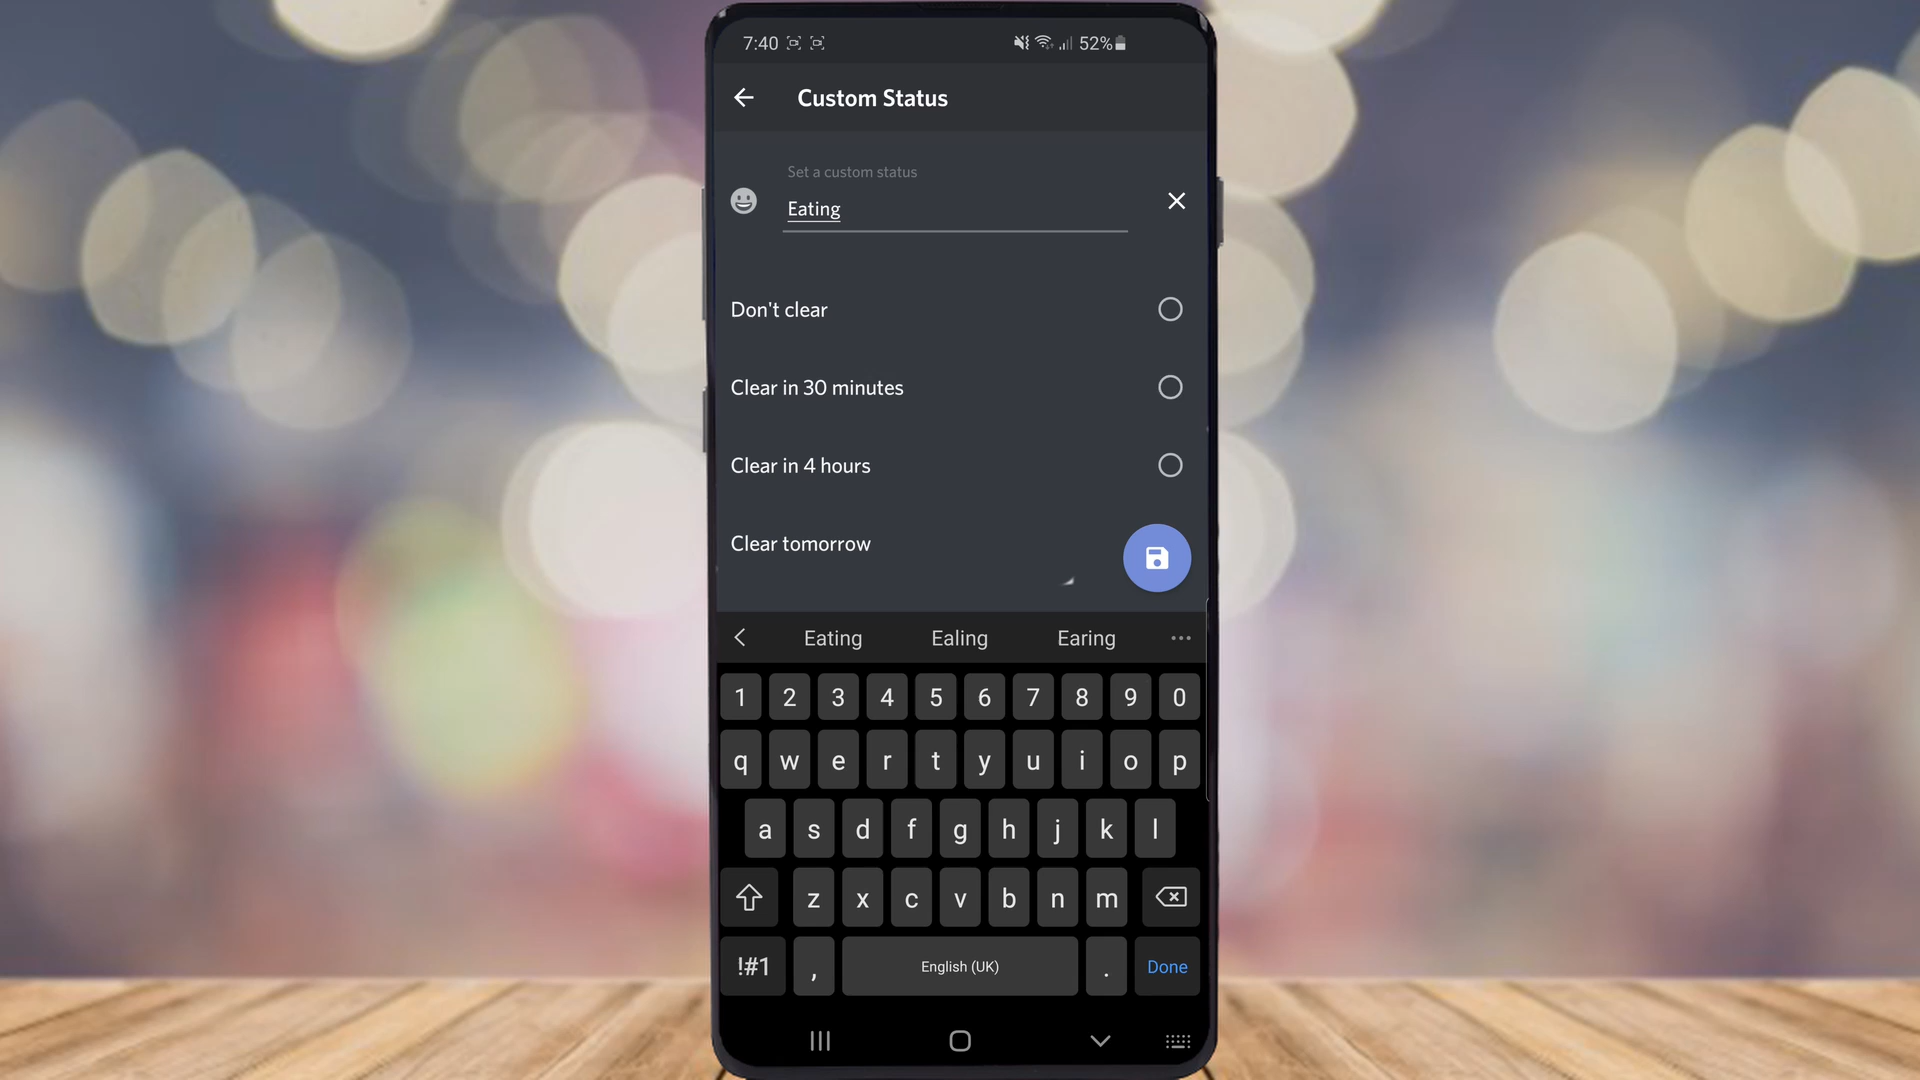 7:40 52%
Custom Status
Set a custom status
Eating
Don't clear
Clear in 30 minutes
Clear in 4 hours
Clear tomorrow
Eating Ealing Earing
1 2 3 4 5 6 7 8 9 0
q w e r t y u i o p
a s d f g h j k l
z x c v b n m
!#1 , English (UK) . Done